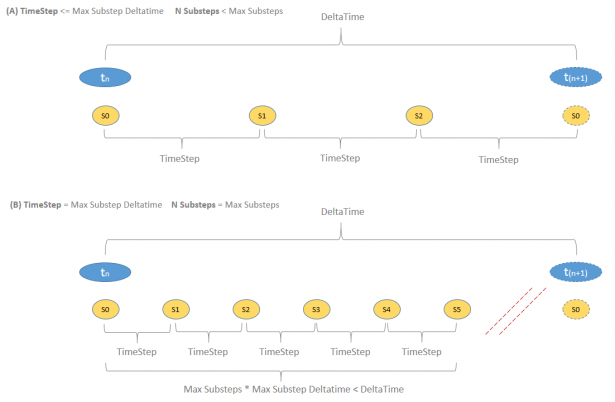 (A) TimeStep <= Max Substep Deltatime N Substeps < Max Substeps
DeltaTime
tn t(n+1)
S0 S1 S2 S0
TimeStep TimeStep TimeStep
(B) TimeStep = Max Substep Deltatime N Substeps = Max Substeps
DeltaTime
tn t(n+1)
S0 S1 S2 S3 S4 S5 S0
TimeStep TimeStep TimeStep TimeStep TimeStep
Max Substeps * Max Substep Deltatime < DeltaTime